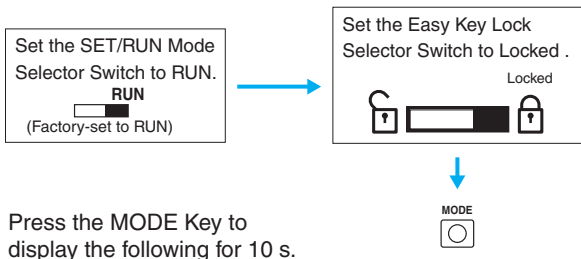 Set the SET/RUN Mode
Selector Switch to RUN.
RUN
(Factory-set to RUN)
Set the Easy Key Lock
Selector Switch to Locked .
Locked
MODE
Press the MODE Key to
display the following for 10 s.